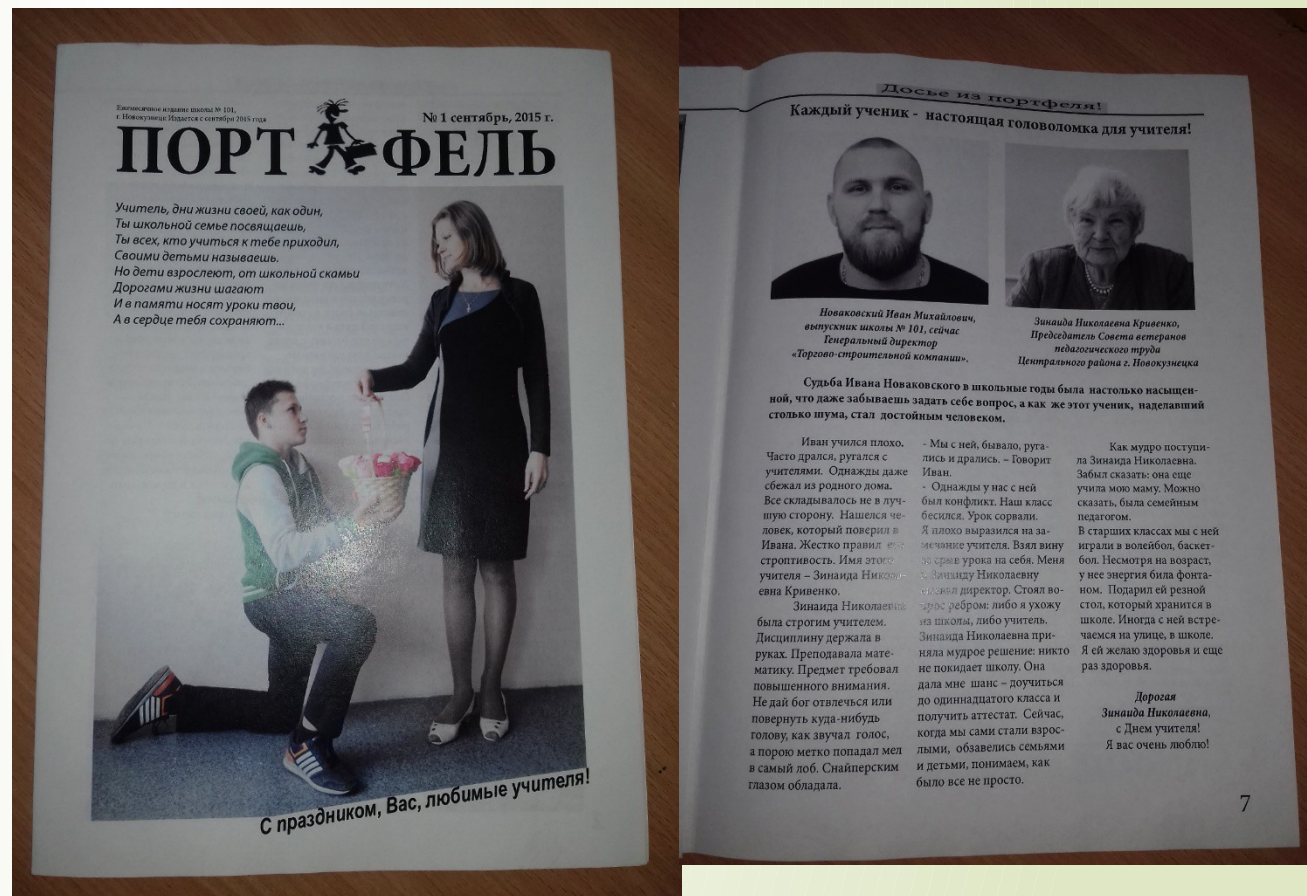 Ежемесячное издание школы № 101,
г. Новокузнецк Издается с сентября 2015 года
№ 1 сентябрь, 2015 г.
ПОРТФЕЛЬ
Учитель, дни жизни своей, как один,
Ты школьной семье посвящаешь,
Ты всех, кто учиться к тебе приходил,
Своими детьми называешь.
Но дети взрослеют, от школьной скамьи
Дорогами жизни шагают
И в памяти носят уроки твои,
А в сердце тебя сохраняют...
С праздником, Вас, любимые учителя!
Досье из портфеля!
Каждый ученик - настоящая головоломка для учителя!
Новаковский Иван Михайлович,
выпускник школы № 101, сейчас
Генеральный директор
«Торгово-строительной компании».
Зинаида Николаевна Кривенко,
Председатель Совета ветеранов
педагогического труда
Центрального района г. Новокузнецка
Судьба Ивана Новаковского в школьные годы была настолько насыщен-
ной, что даже забываешь задать себе вопрос, а как же этот ученик, наделавший
столько шума, стал достойным человеком.
Иван учился плохо.
Часто дрался, ругался с
учителями. Однажды даже
сбежал из родного дома.
Все складывалось не в луч-
шую сторону. Нашелся че-
ловек, который поверил в
Ивана. Жестко правил
строптивость. Имя этого
учителя – Зинаида Никола-
евна Кривенко.
Зинаида Николаевна
была строгим учителем.
Дисциплину держала в
руках. Преподавала мате-
матику. Предмет требовал
повышенного внимания.
Не дай бог отвлечься или
повернуть куда-нибудь
голову, как звучал голос,
а порою метко попадал мел
в самый лоб. Снайперским
глазом обладала.
- Мы с ней, бывало, руга-
лись и дрались. – Говорит
Иван.
- Однажды у нас с ней
был конфликт. Наш класс
бесился. Урок сорвали.
Я плохо выразился на за-
мечание учителя. Взял вину
за срыв урока на себя. Меня
Зинаиду Николаевну
вызвал директор. Стоял во-
прос ребром: либо я ухожу
из школы, либо учитель.
Зинаида Николаевна при-
няла мудрое решение: никто
не покидает школу. Она
дала мне шанс – доучиться
до одиннадцатого класса и
получить аттестат. Сейчас,
когда мы сами стали взрос-
лыми, обзавелись семьями
и детьми, понимаем, как
было все не просто.
Как мудро поступи-
ла Зинаида Николаевна.
Забыл сказать: она еще
учила мою маму. Можно
сказать, была семейным
педагогом.
В старших классах мы с ней
играли в волейбол, баскет-
бол. Несмотря на возраст,
у нее энергия била фонта-
ном. Подарил ей резной
стол, который хранится в
школе. Иногда с ней встре-
чаемся на улице, в школе.
Я ей желаю здоровья и еще
раз здоровья.
Дорогая
Зинаида Николаевна,
с Днем учителя!
Я вас очень люблю!
7